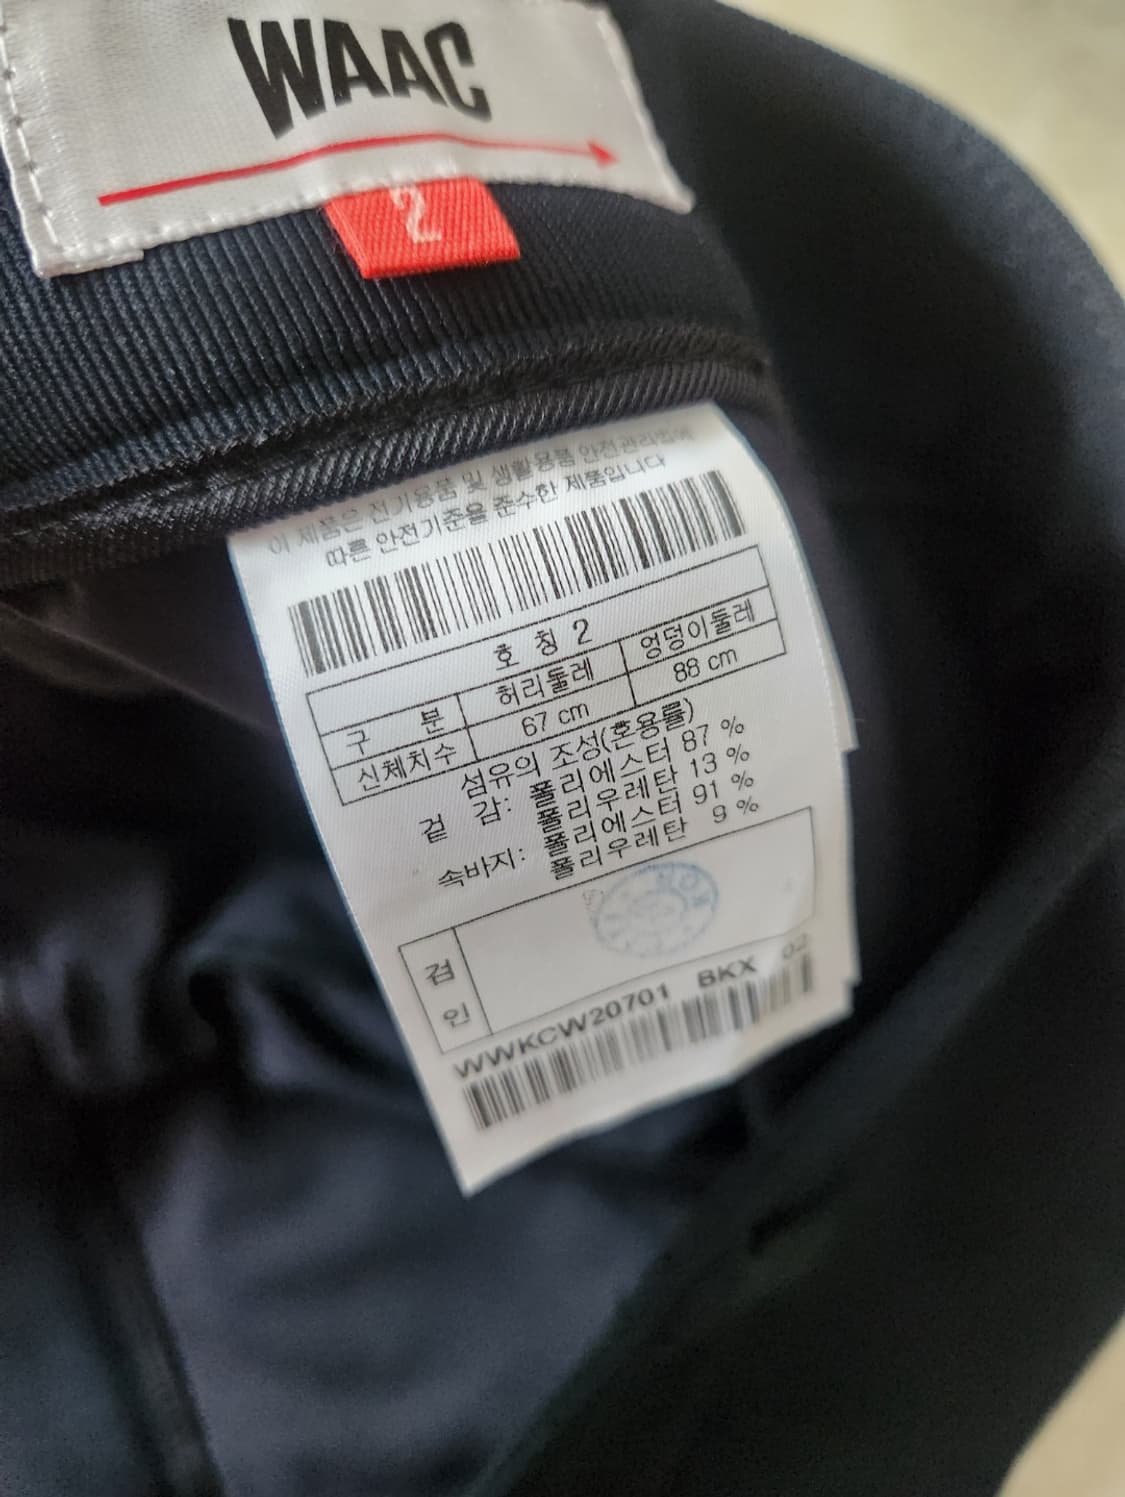 WAAC
2
이 제품은 전기용품 및 생활용품 안전관리법에
따른 안전기준을 준수한 제품입니다
호 칭 2
구 분 허리둘레 엉덩이둘레
신체치수 67 cm 88 cm
섬유의 조성(혼용률)
겉 감: 폴리에스터 87 %
폴리우레탄 13 %
속바지: 폴리에스터 91 %
폴리우레탄 9 %
검
인
WWKCW20701 BKX 02